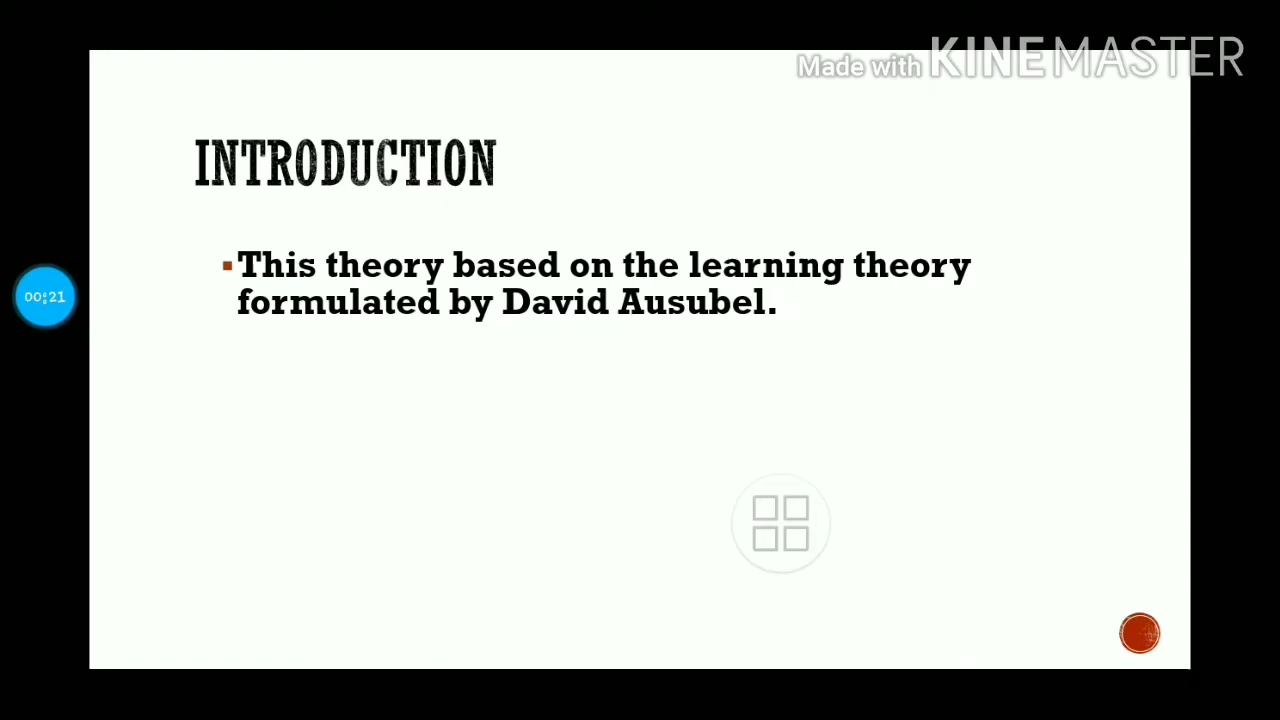 Made with KINEMASTER
INTRODUCTION
▪This theory based on the learning theory
formulated by David Ausubel.
00:21